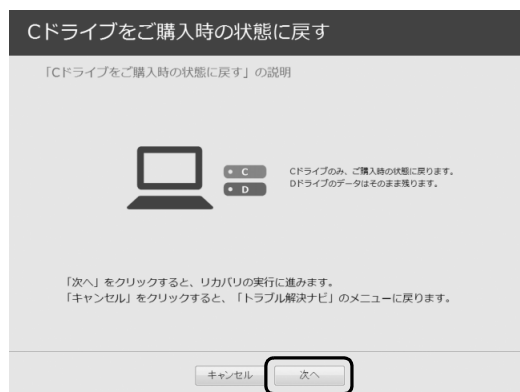 Cドライブをご購入時の状態に戻す
「Cドライブをご購入時の状態に戻す」の説明
C
Cドライブのみ、ご購入時の状態に戻ります。
D
Dドライブのデータはそのまま残ります。
「次へ」をクリックすると、リカバリの実行に進みます。
「キャンセル」をクリックすると、「トラブル解決ナビ」のメニューに戻ります。
キャンセル
次へ